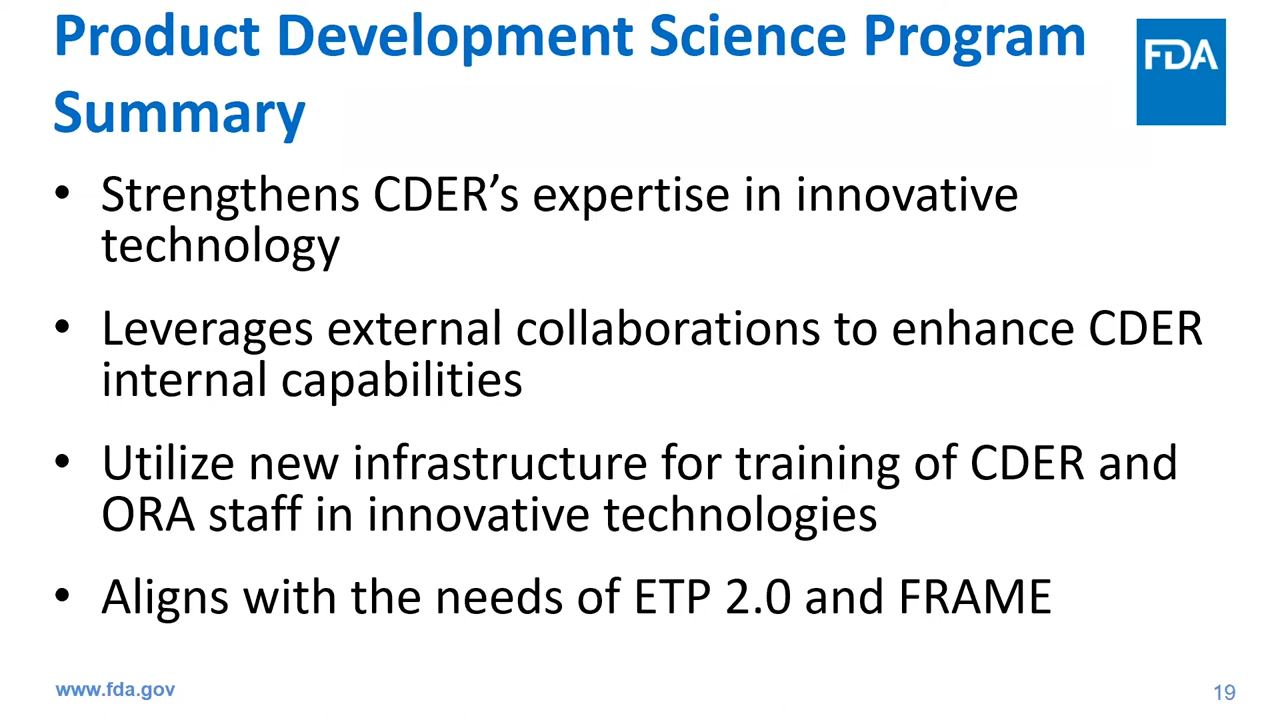 Product Development Science Program
Summary
FDA
• Strengthens CDER’s expertise in innovative
technology
• Leverages external collaborations to enhance CDER
internal capabilities
• Utilize new infrastructure for training of CDER and
ORA staff in innovative technologies
• Aligns with the needs of ETP 2.0 and FRAME
www.fda.gov
19